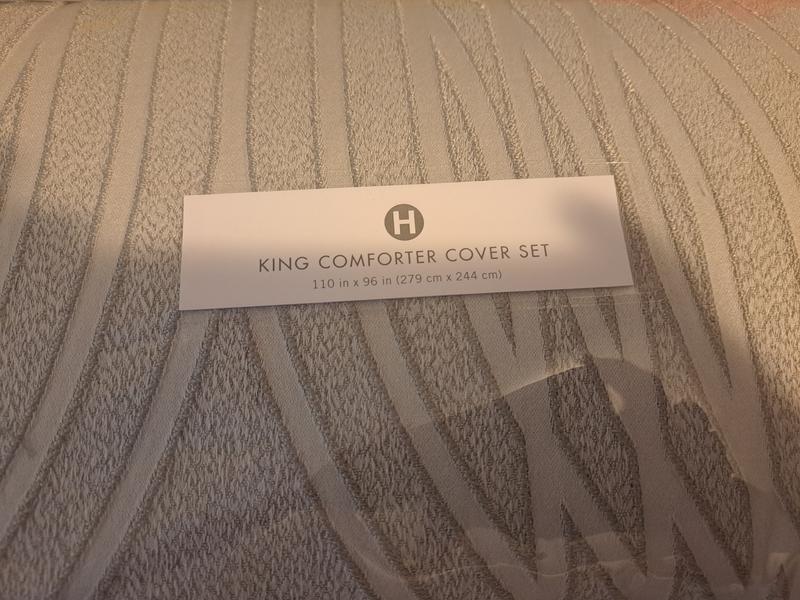 H
KING COMFORTER COVER SET
110 in x 96 in (279 cm x 244 cm)